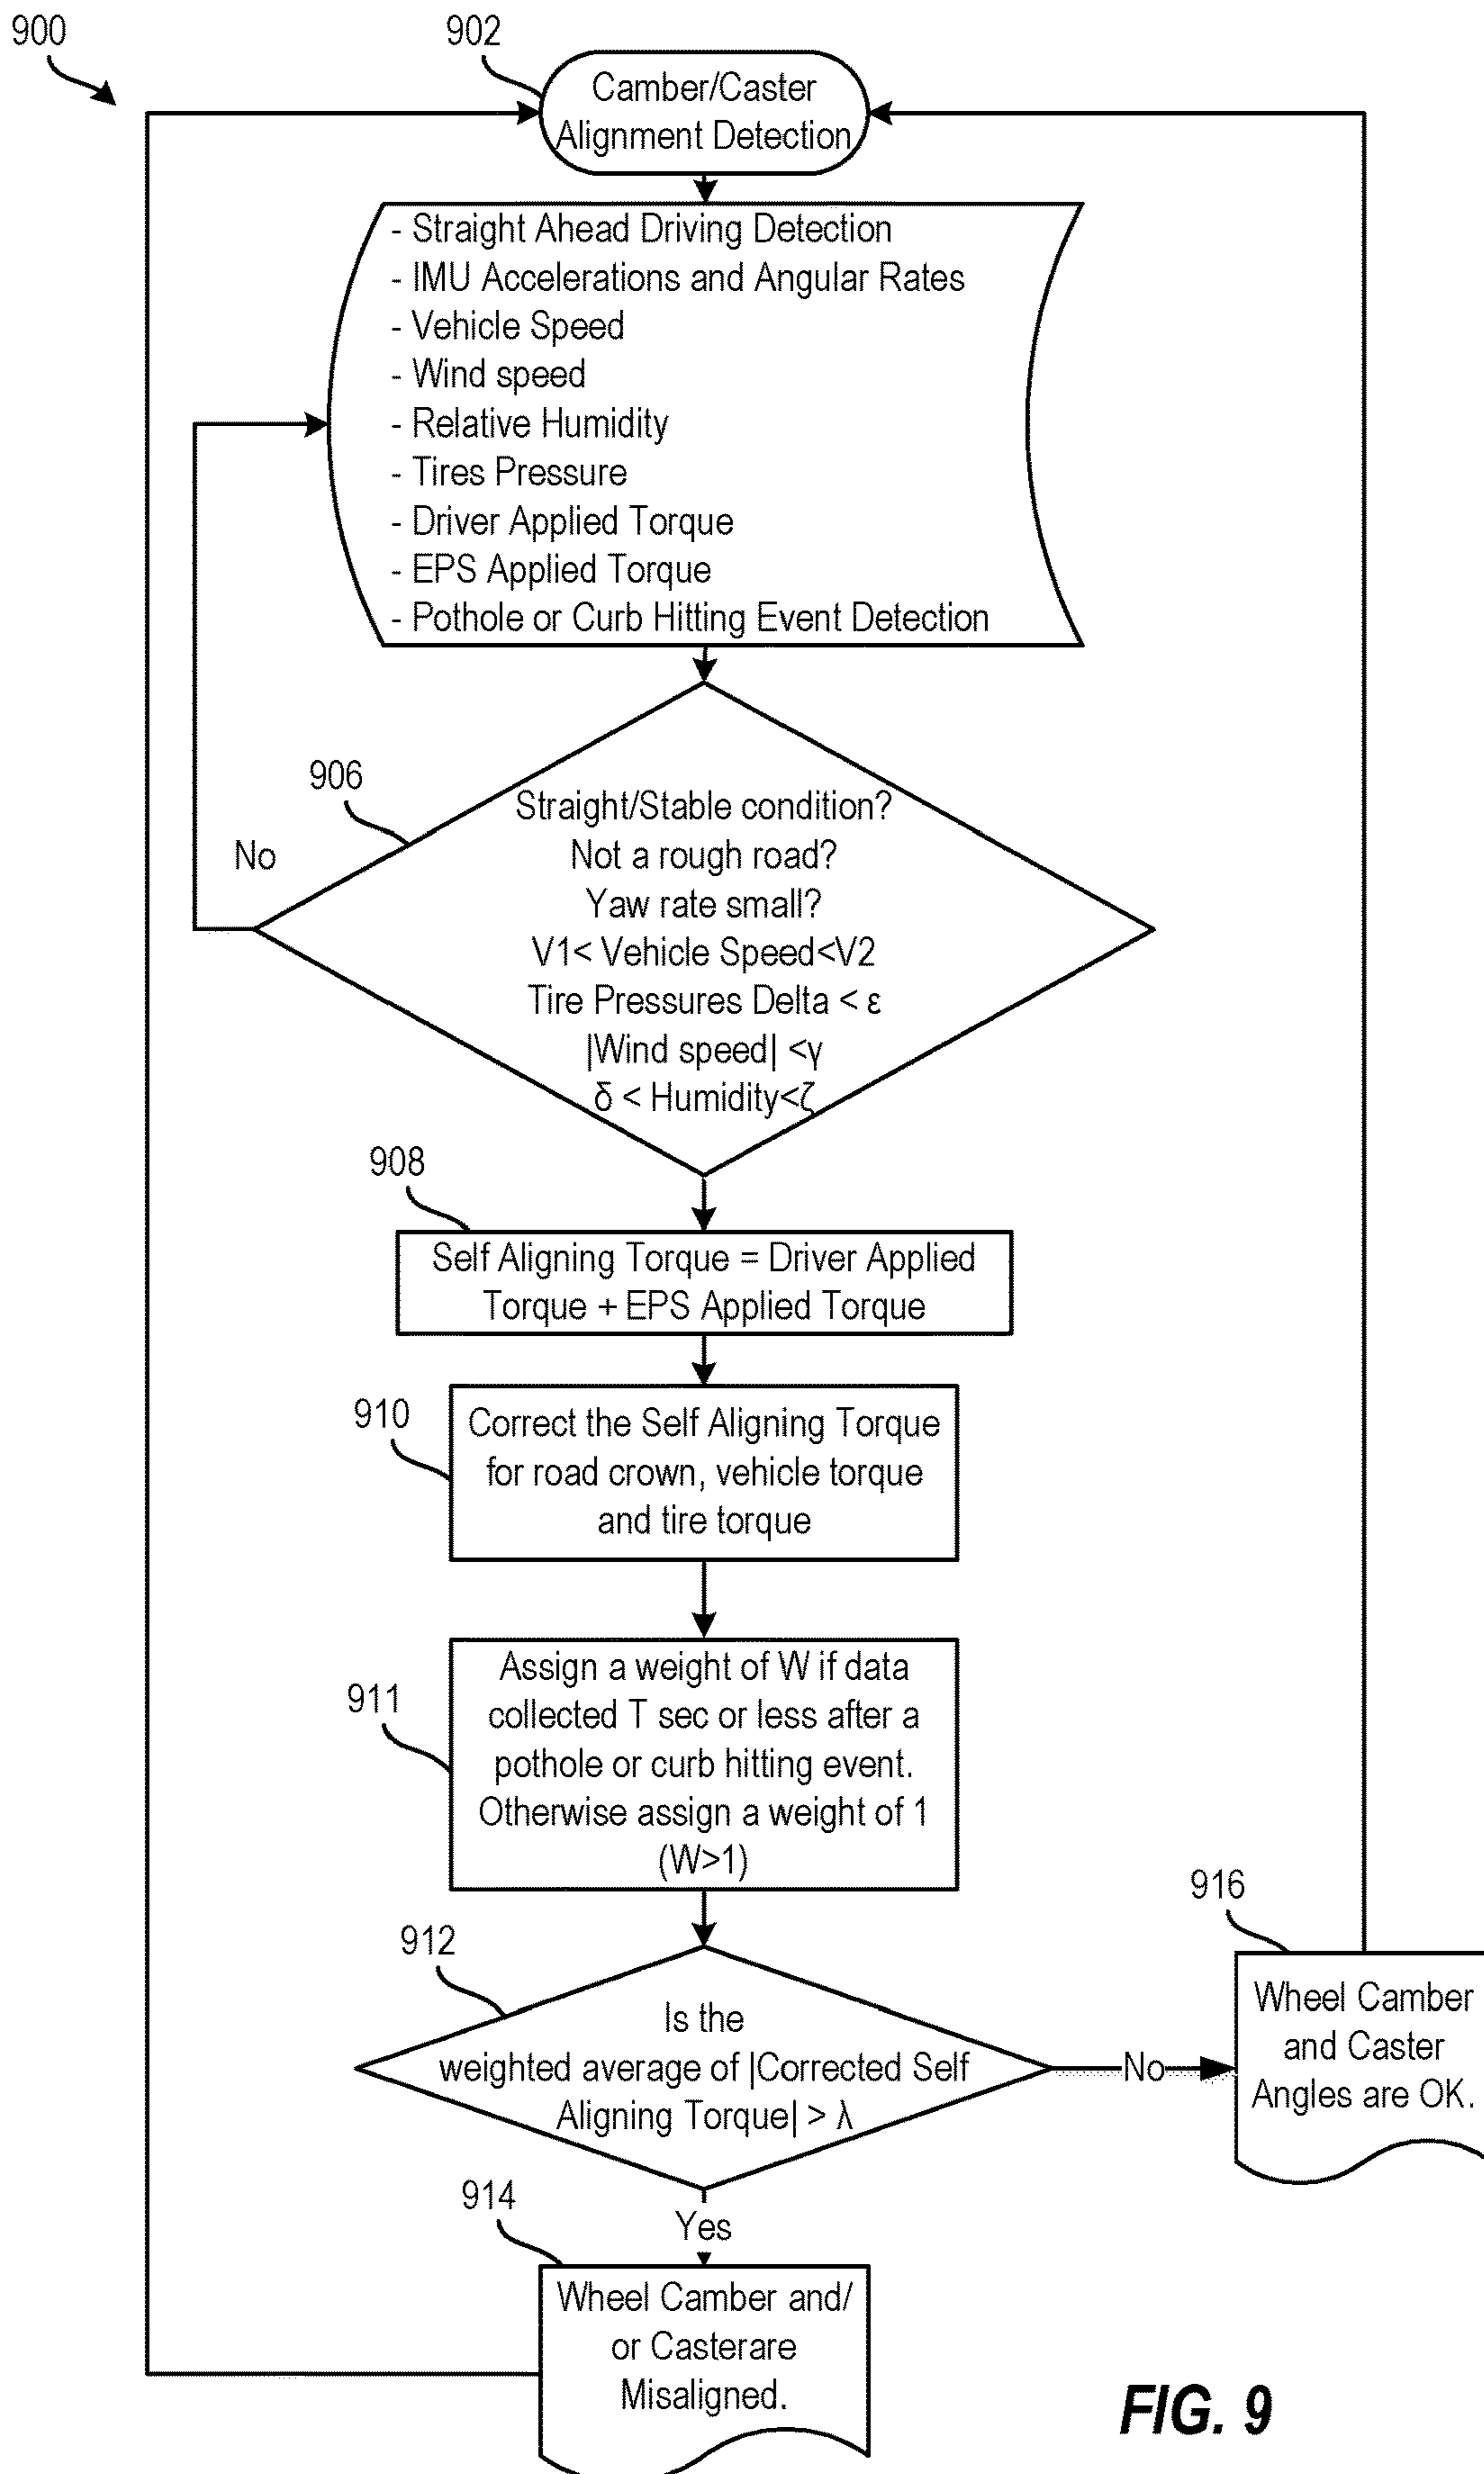 900
902
Camber/Caster
Alignment Detection
- Straight Ahead Driving Detection
- IMU Accelerations and Angular Rates
- Vehicle Speed
- Wind speed
- Relative Humidity
- Tires Pressure
- Driver Applied Torque
- EPS Applied Torque
- Pothole or Curb Hitting Event Detection
906
No
Straight/Stable condition?
Not a rough road?
Yaw rate small?
V1< Vehicle Speed<V2
Tire Pressures Delta < ε
|Wind speed| <γ
δ < Humidity<ζ
908
Self Aligning Torque = Driver Applied
Torque + EPS Applied Torque
910
Correct the Self Aligning Torque
for road crown, vehicle torque
and tire torque
911
Assign a weight of W if data
collected T sec or less after a
pothole or curb hitting event.
Otherwise assign a weight of 1
(W>1)
912
Is the
weighted average of |Corrected Self
Aligning Torque| > λ
No
916
Wheel Camber
and Caster
Angles are OK.
Yes
914
Wheel Camber and/
or Casterare
Misaligned.
FIG. 9